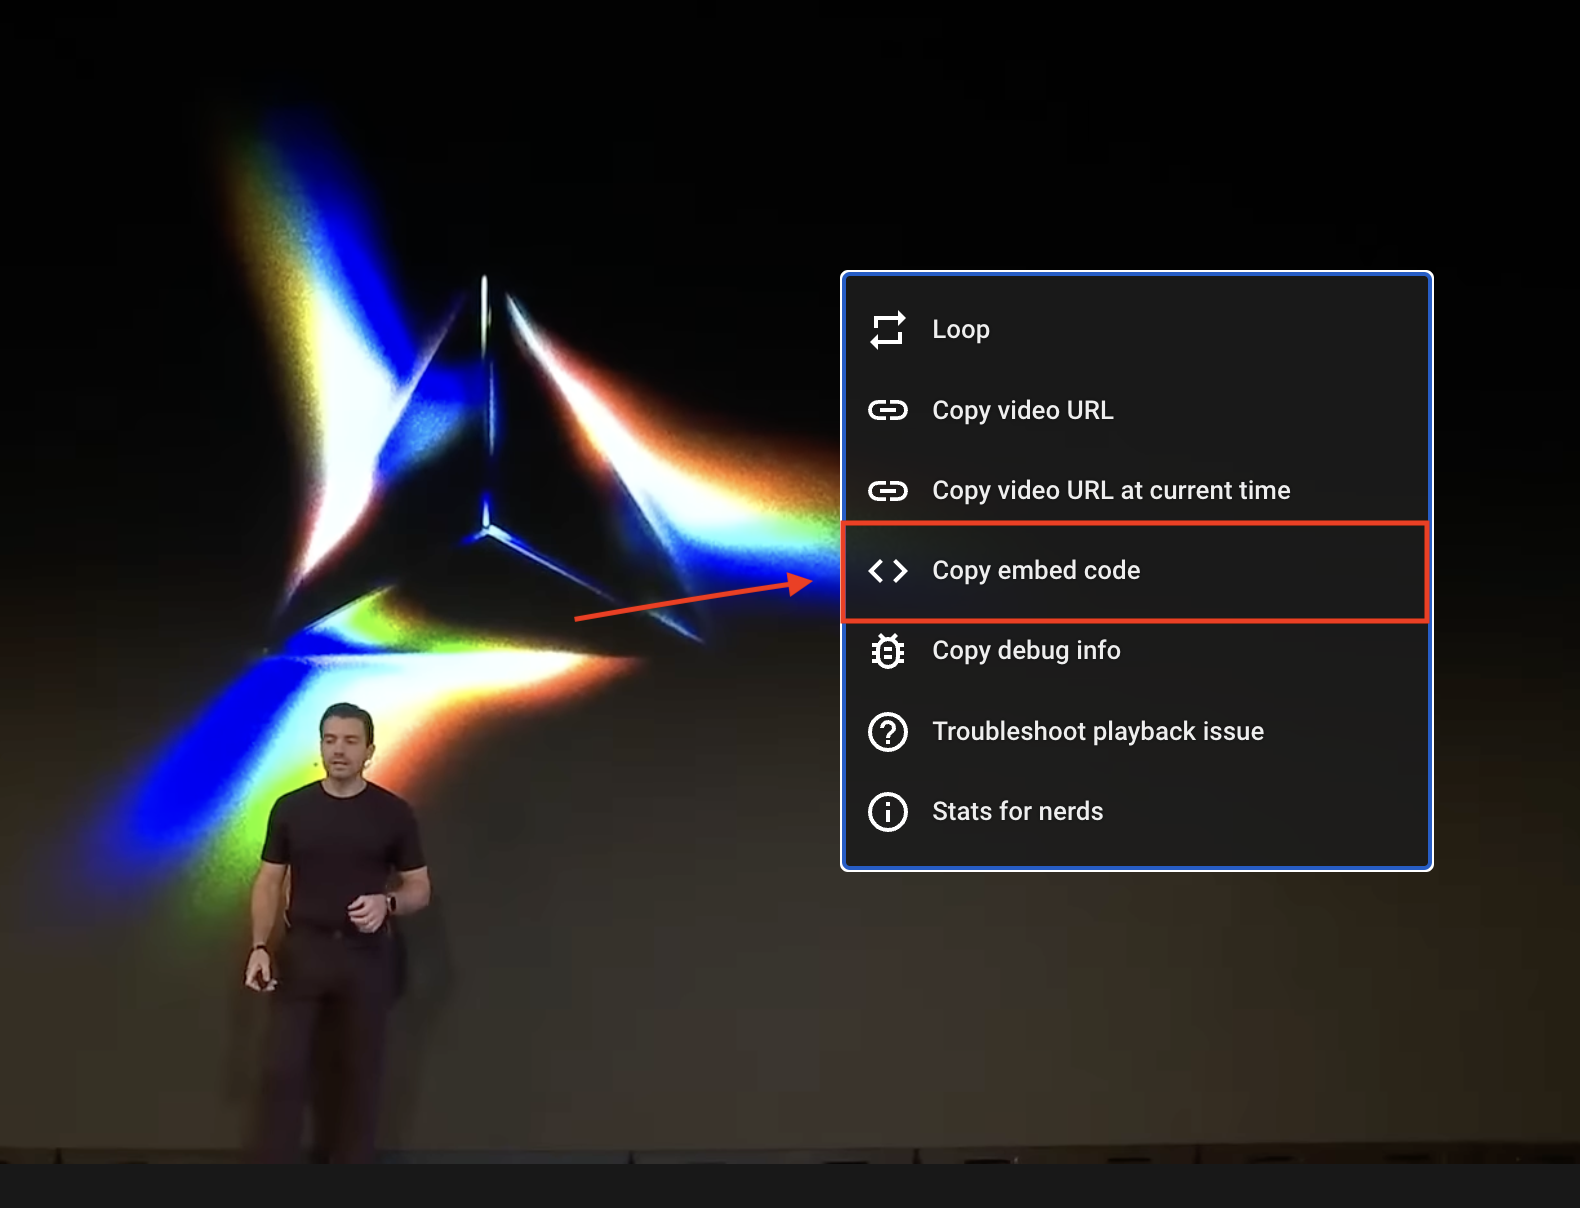 Loop
Copy video URL
Copy video URL at current time
Copy embed code
Copy debug info
Troubleshoot playback issue
Stats for nerds